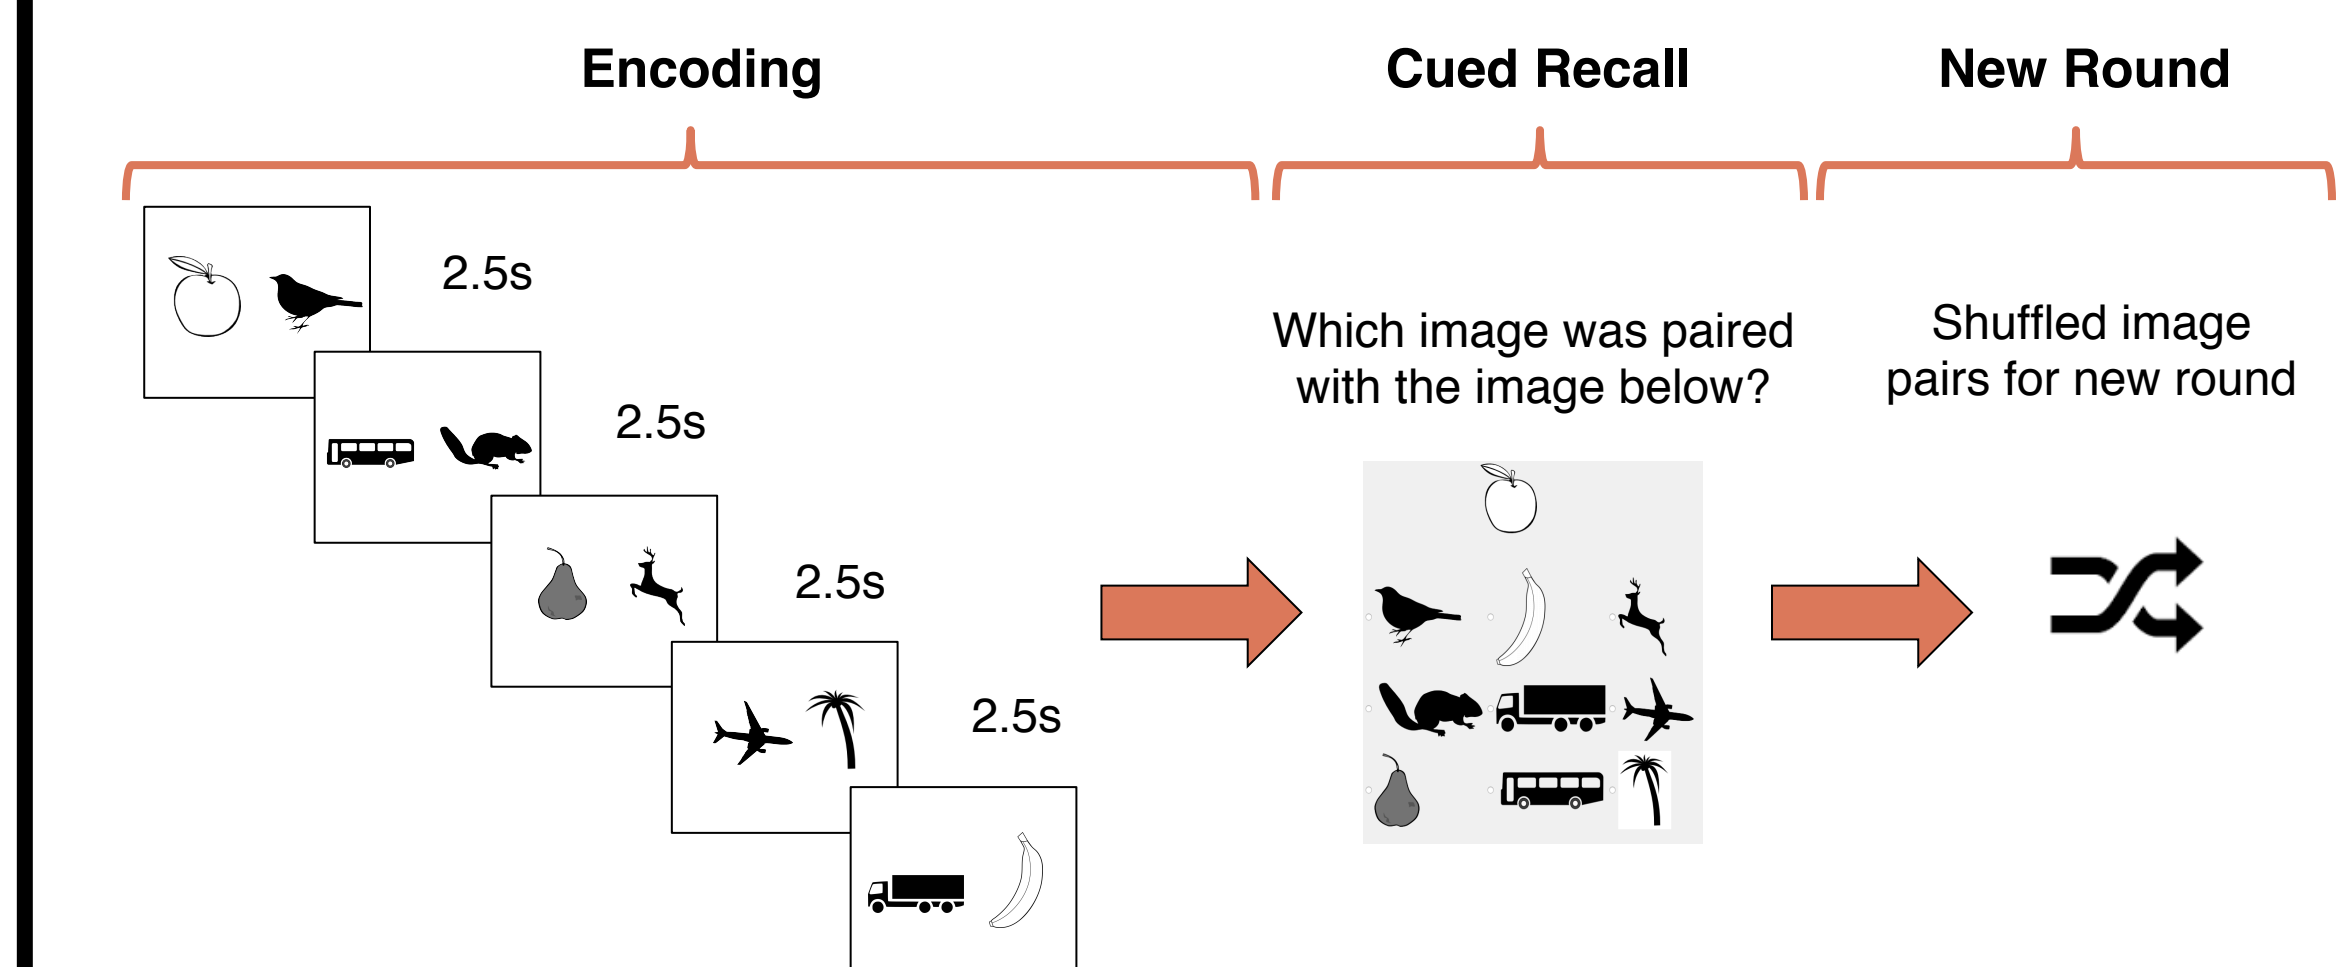 Encoding
Cued Recall
New Round
2.5s
2.5s
2.5s
2.5s
Which image was paired
with the image below?
Shuffled image
pairs for new round